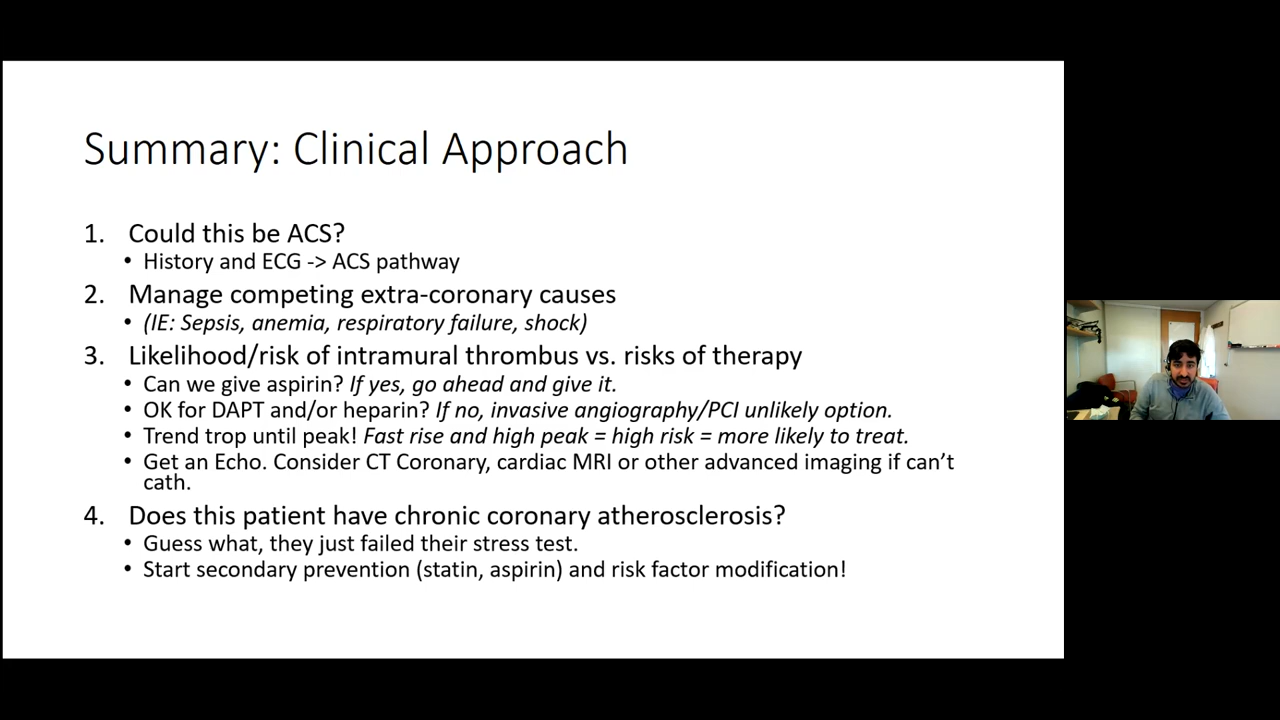 Summary: Clinical Approach
1. Could this be ACS?
• History and ECG -> ACS pathway
2. Manage competing extra-coronary causes
• (IE: Sepsis, anemia, respiratory failure, shock)
3. Likelihood/risk of intramural thrombus vs. risks of therapy
• Can we give aspirin? If yes, go ahead and give it.
• OK for DAPT and/or heparin? If no, invasive angiography/PCI unlikely option.
• Trend trop until peak! Fast rise and high peak = high risk = more likely to treat.
• Get an Echo. Consider CT Coronary, cardiac MRI or other advanced imaging if can’t
cath.
4. Does this patient have chronic coronary atherosclerosis?
• Guess what, they just failed their stress test.
• Start secondary prevention (statin, aspirin) and risk factor modification!